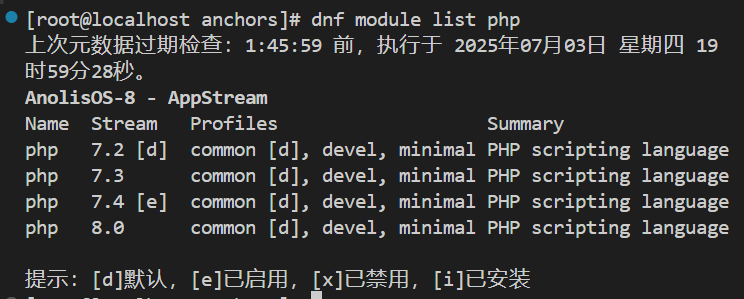 [root@localhost anchors]# dnf module list php
上次元数据过期检查：1:45:59 前，执行于 2025年07月03日 星期四 19
时59分28秒。
AnolisOS-8 - AppStream
Name Stream Profiles Summary
php 7.2 [d] common [d], devel, minimal PHP scripting language
php 7.3 common [d], devel, minimal PHP scripting language
php 7.4 [e] common [d], devel, minimal PHP scripting language
php 8.0 common [d], devel, minimal PHP scripting language
提示：[d]默认，[e]已启用，[x]已禁用，[i]已安装